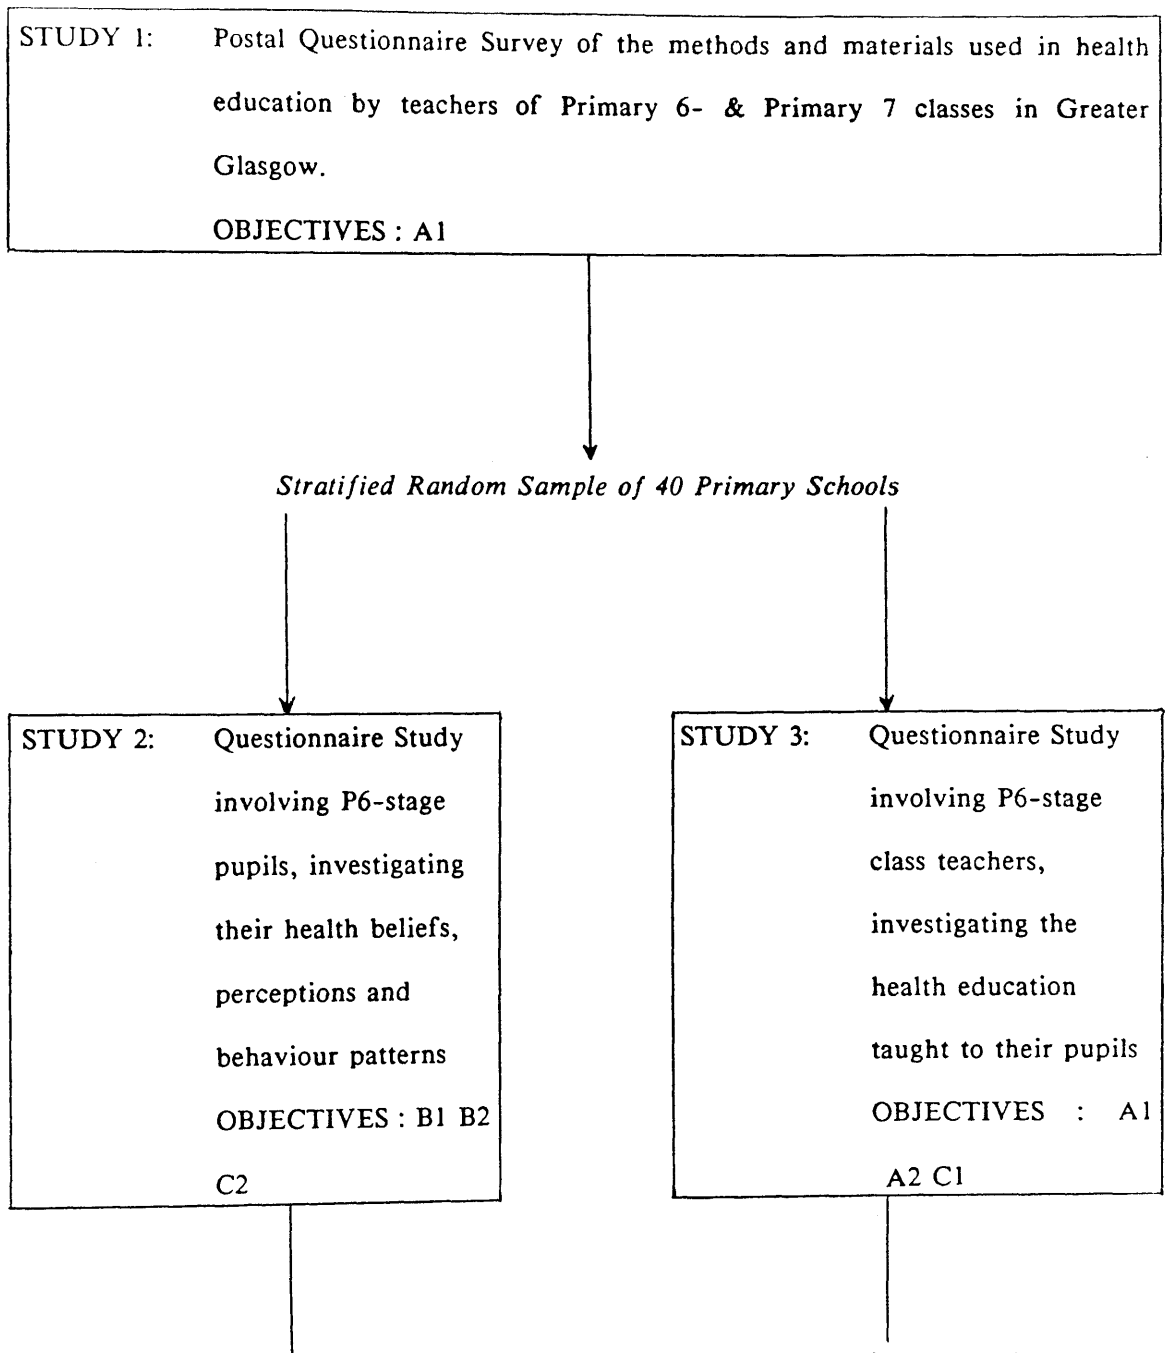 STUDY 1: Postal Questionnaire Survey of the methods and materials used in health
education by teachers of Primary 6- & Primary 7 classes in Greater
Glasgow.
OBJECTIVES : A1
Stratified Random Sample of 40 Primary Schools
STUDY 2: Questionnaire Study
involving P6-stage
pupils, investigating
their health beliefs,
perceptions and
behaviour patterns
OBJECTIVES : B1 B2
C2
STUDY 3: Questionnaire Study
involving P6-stage
class teachers,
investigating the
health education
taught to their pupils
OBJECTIVES : A1
A2 C1